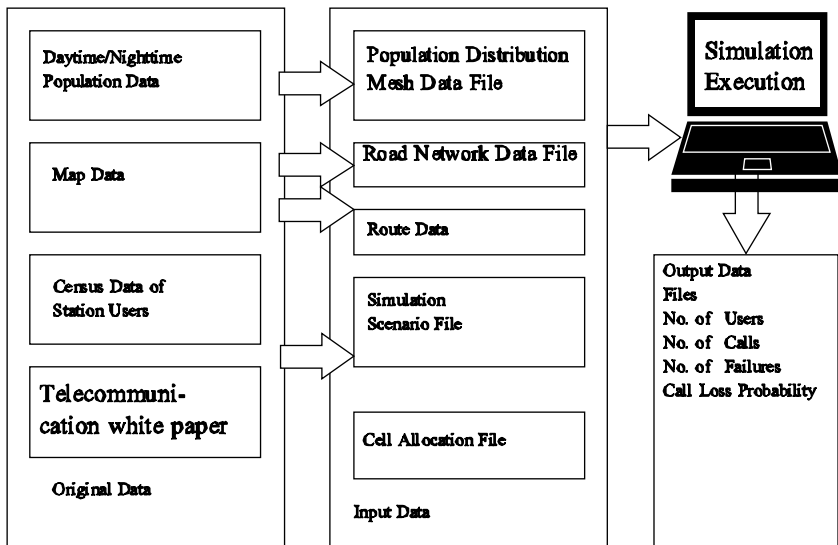 Daytime/Nighttime
Population Data
Map Data
Census Data of
Station Users
Telecommuni-
cation white paper
Original Data
Population Distribution
Mesh Data File
Road Network Data File
Route Data
Simulation
Scenario File
Cell Allocation File
Input Data
Simulation
Execution
Output Data
Files
No. of Users
No. of Calls
No. of Failures
Call Loss Probability